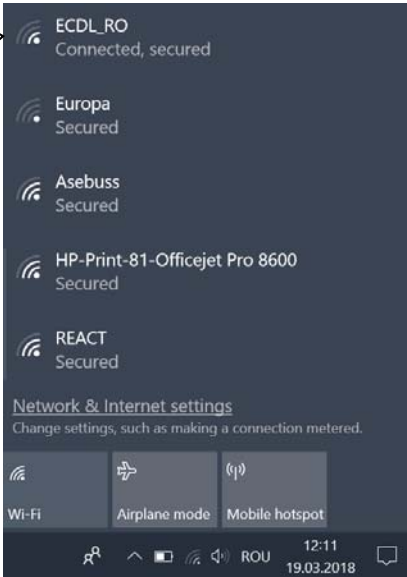 ECDL_RO
Connected, secured
Europa
Secured
Asebuss
Secured
HP-Print-81-Officejet Pro 8600
Secured
REACT
Secured
Network & Internet settings
Change settings, such as making a connection metered.
Wi-Fi Airplane mode Mobile hotspot
ROU 12:11
19.03.2018